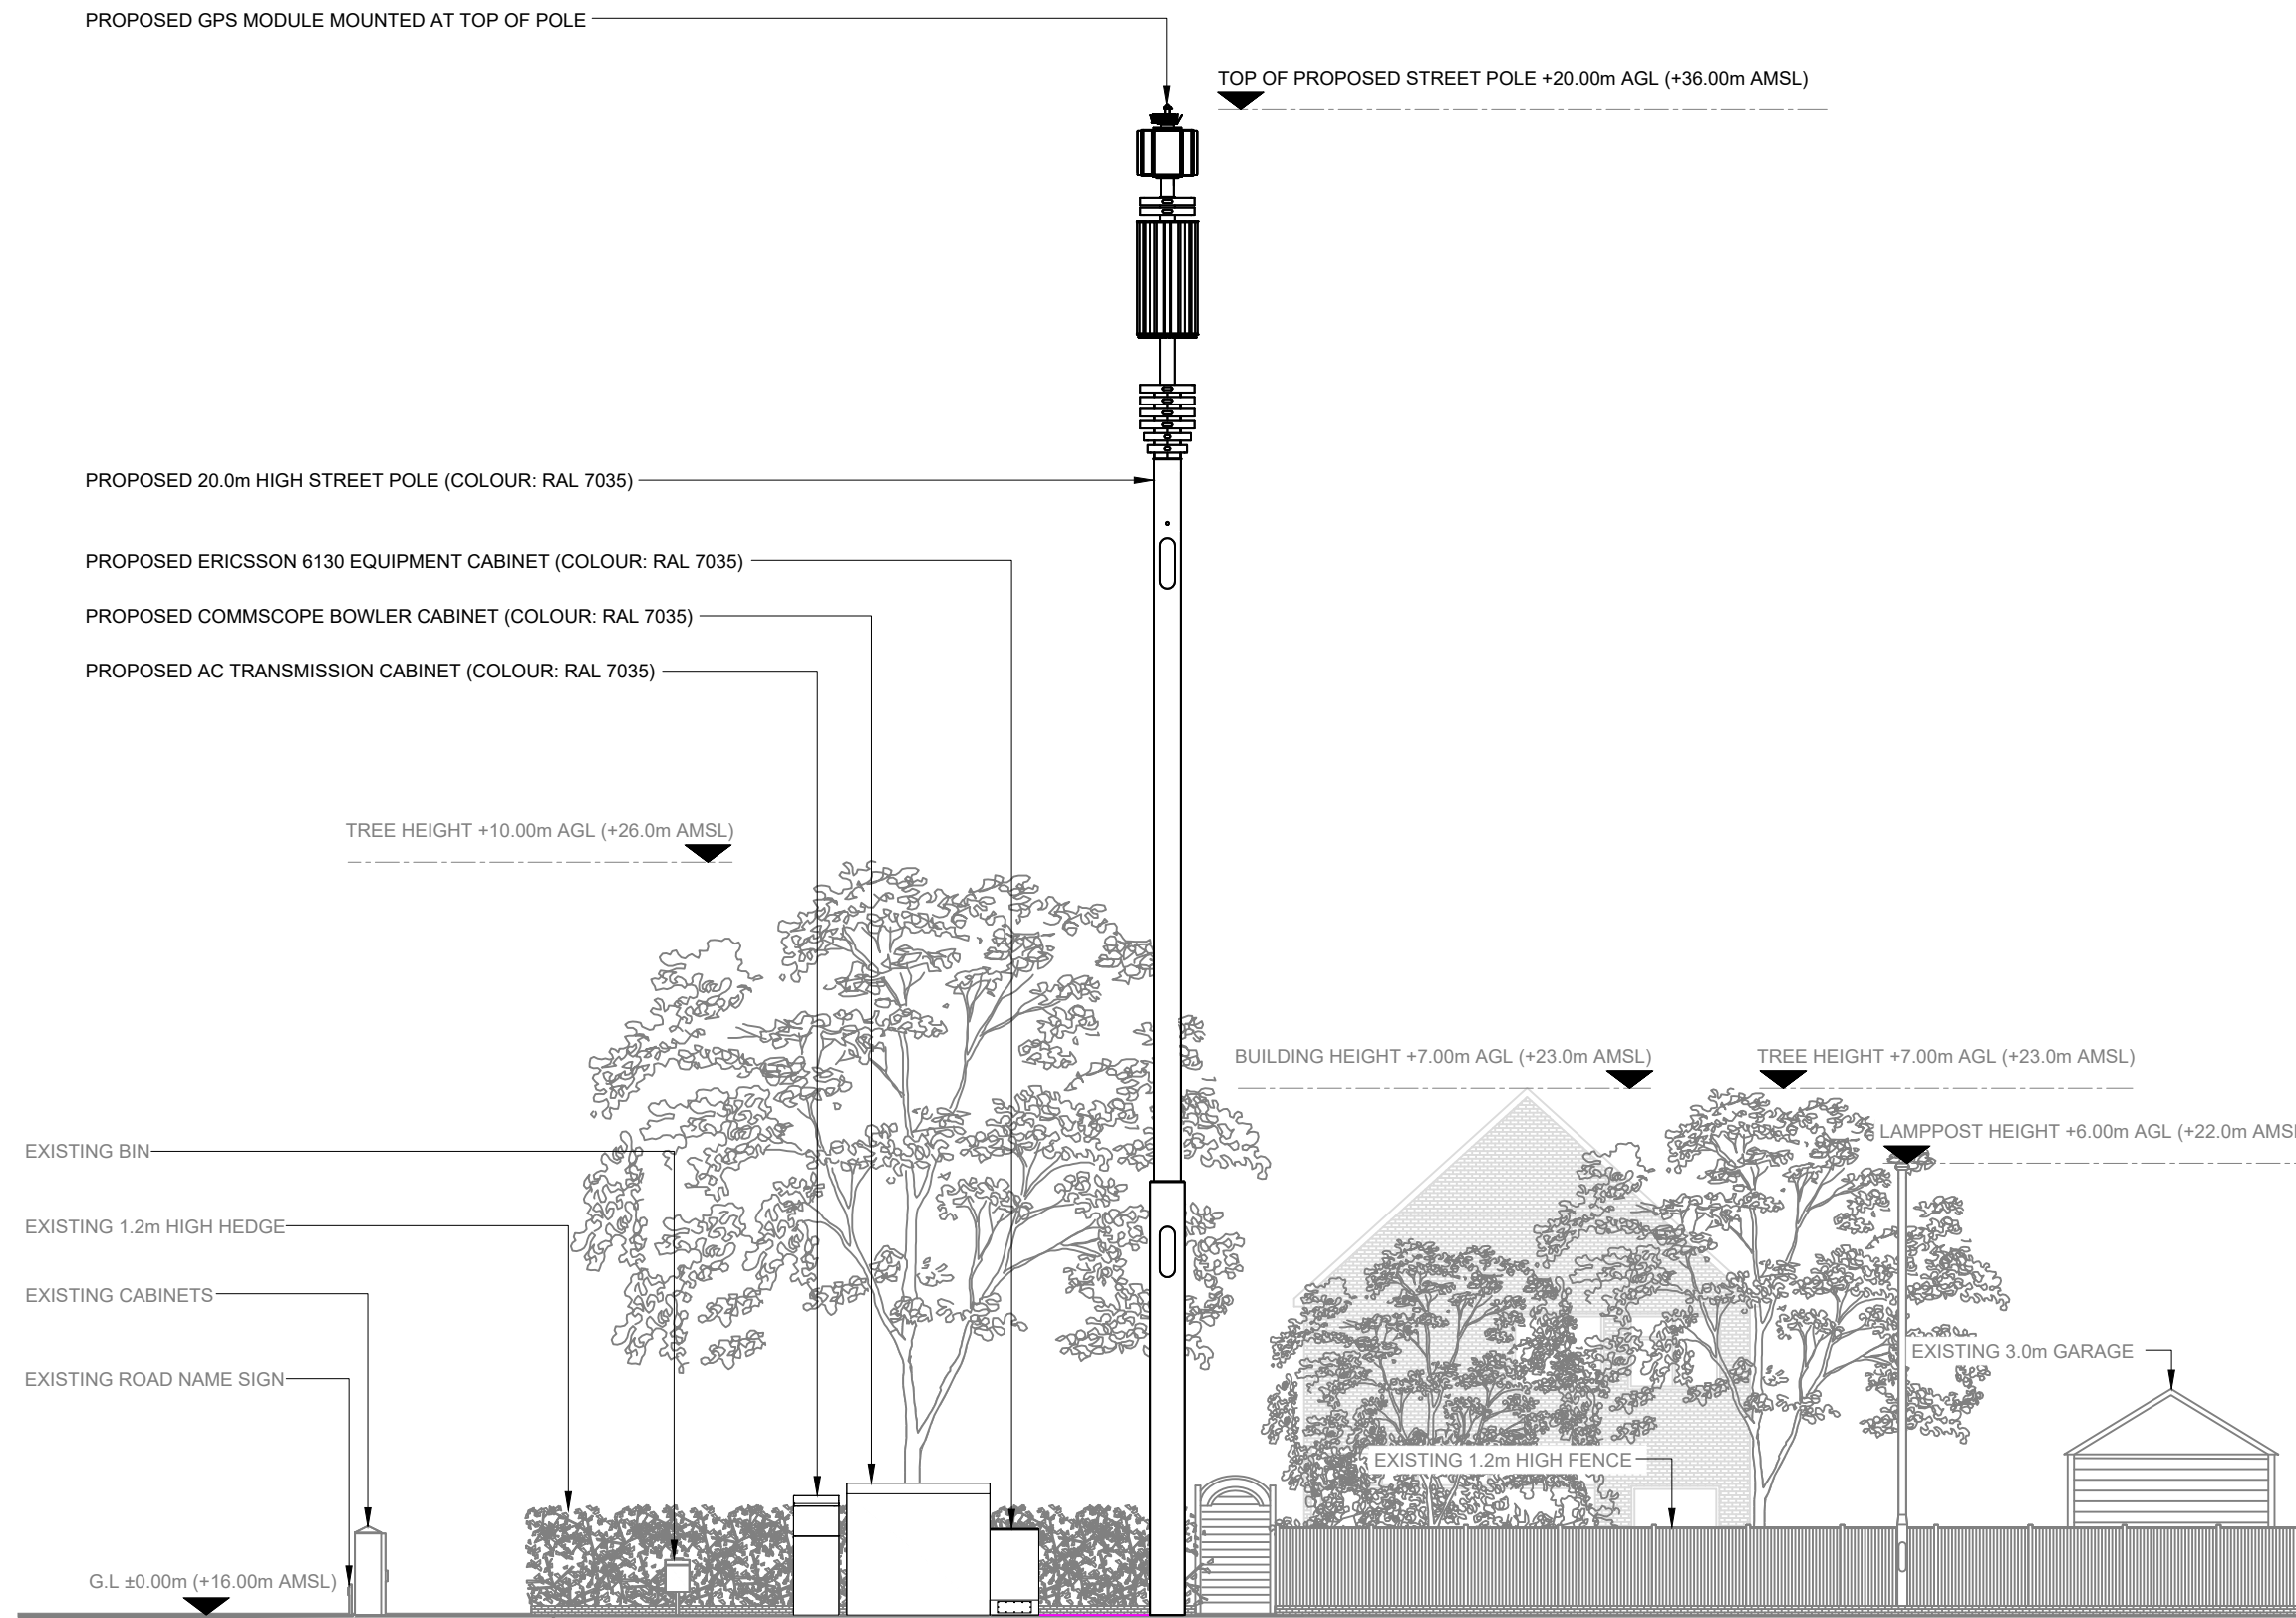 PROPOSED GPS MODULE MOUNTED AT TOP OF POLE
TOP OF PROPOSED STREET POLE +20.00m AGL (+36.00m AMSL)
PROPOSED 20.0m HIGH STREET POLE (COLOUR: RAL 7035)
PROPOSED ERICSSON 6130 EQUIPMENT CABINET (COLOUR: RAL 7035)
PROPOSED COMMSCOPE BOWLER CABINET (COLOUR: RAL 7035)
PROPOSED AC TRANSMISSION CABINET (COLOUR: RAL 7035)
TREE HEIGHT +10.00m AGL (+26.0m AMSL)
BUILDING HEIGHT +7.00m AGL (+23.0m AMSL)
TREE HEIGHT +7.00m AGL (+23.0m AMSL)
LAMPPOST HEIGHT +6.00m AGL (+22.0m AMSL
EXISTING BIN
EXISTING 1.2m HIGH HEDGE
EXISTING CABINETS
EXISTING 3.0m GARAGE
EXISTING ROAD NAME SIGN
EXISTING 1.2m HIGH FENCE
G.L ±0.00m (+16.00m AMSL)